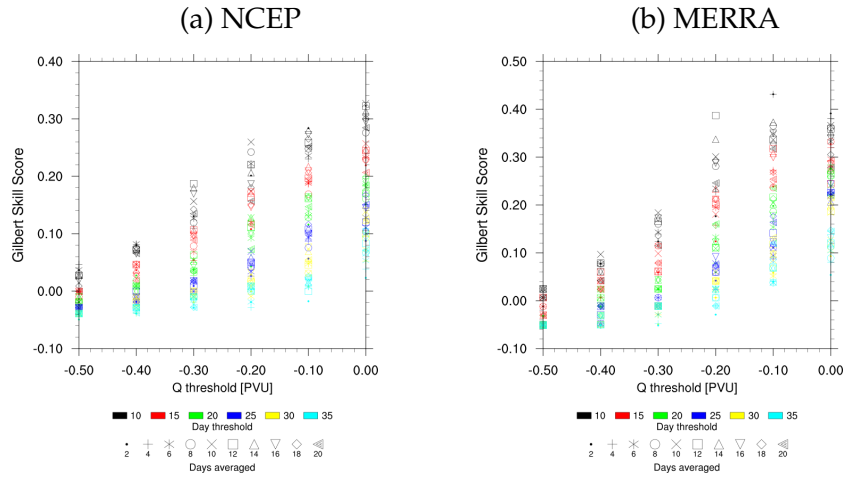 (a) NCEP
Gilbert Skill Score
0.40
0.30
0.20
0.10
0.00
-0.10
-0.50 -0.40 -0.30 -0.20 -0.10 0.00
Q threshold [PVU]
10 15 20 25 30 35
Day threshold
2 4 6 8 10 12 14 16 18 20
Days averaged
(b) MERRA
Gilbert Skill Score
0.50
0.40
0.30
0.20
0.10
0.00
-0.10
-0.50 -0.40 -0.30 -0.20 -0.10 0.00
Q threshold [PVU]
10 15 20 25 30 35
Day threshold
2 4 6 8 10 12 14 16 18 20
Days averaged